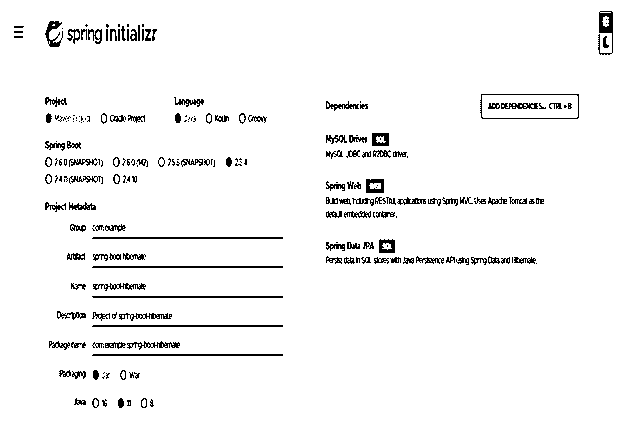 spring initializr
Project
Maven Project Gradle Project
Language
Java Kotlin Groovy
Spring Boot
2.6.0 (SNAPSHOT) 2.6.0 (M2) 2.5.5 (SNAPSHOT) 2.5.4
2.4.11 (SNAPSHOT) 2.4.10
Project Metadata
Group com.example
Artifact spring-boot-hibernate
Name spring-boot-hibernate
Description Project of spring-boot-hibernate
Package name com.example.spring-boot-hibernate
Packaging Jar War
Java 16 11 8
Dependencies
ADD DEPENDENCIES... CTRL + B
MySQL Driver SQL
MySQL JDBC and R2DBC driver.
Spring Web WEB
Build web, including RESTful, applications using Spring MVC. Uses Apache Tomcat as the
default embedded container.
Spring Data JPA SQL
Persist data in SQL stores with Java Persistence API using Spring Data and Hibernate.